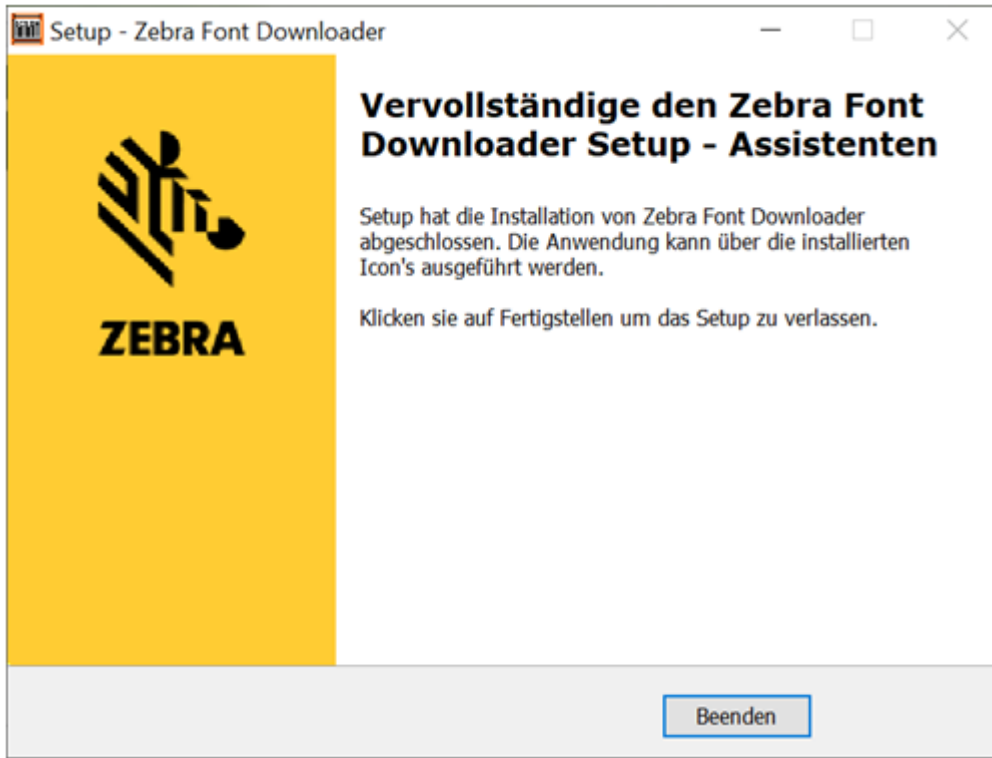 Setup - Zebra Font Downloader
Vervollständige den Zebra Font
Downloader Setup - Assistenten
Setup hat die Installation von Zebra Font Downloader
abgeschlossen. Die Anwendung kann über die installierten
Icon's ausgeführt werden.
Klicken sie auf Fertigstellen um das Setup zu verlassen.
ZEBRA
Beenden